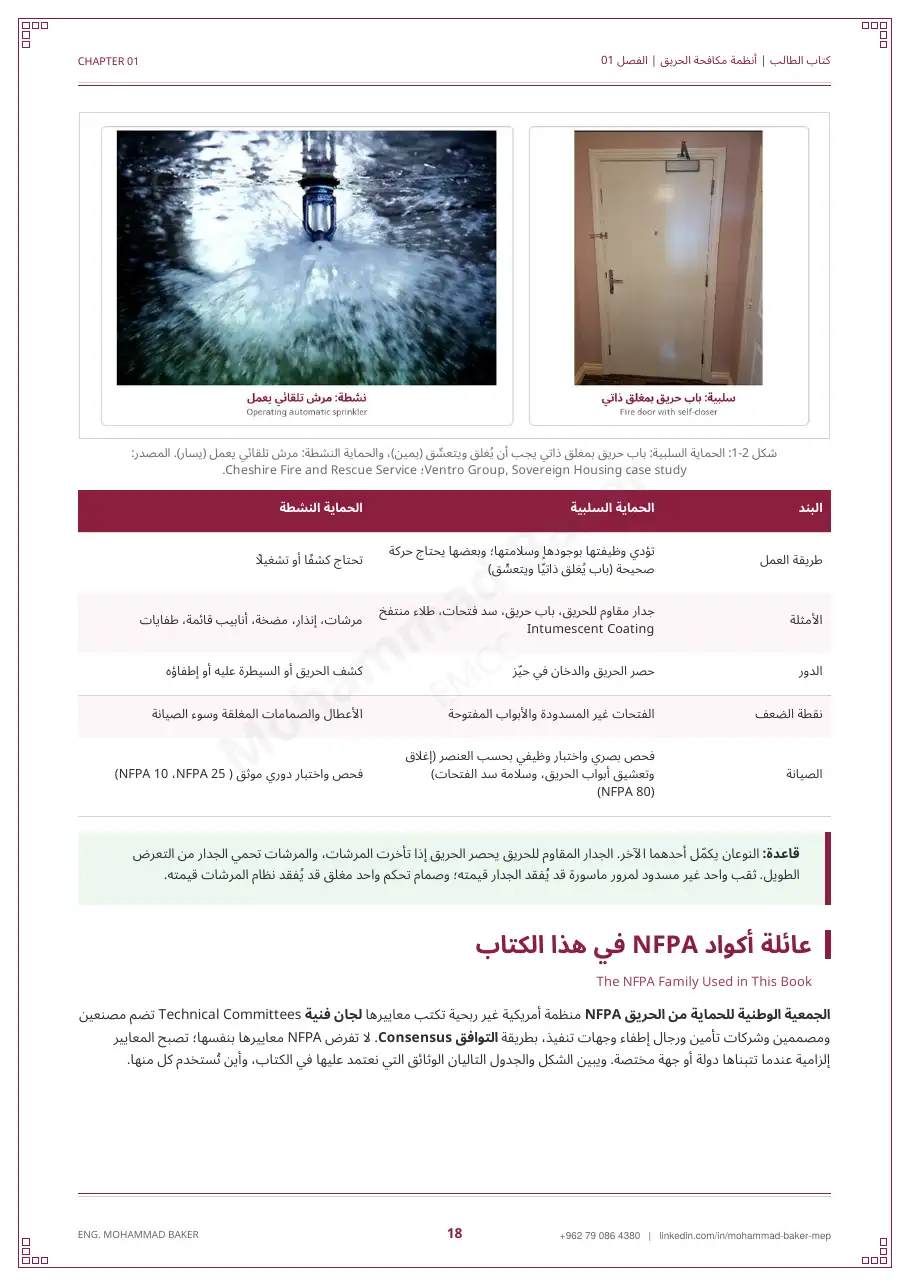 كتاب الطالب | أنظمة مكافحة الحريق | الفصل 01
CHAPTER 01
سلبية: باب حريق بمغلق ذاتي
Fire door with self-closer
نشطة: مرش تلقائي يعمل
Operating automatic sprinkler
شكل 2-1: الحماية السلبية: باب حريق بمغلق ذاتي يجب أن يُغلق ويتعشّق (يمين)، والحماية النشطة: مرش تلقائي يعمل (يسار). المصدر:
Ventro Group, Sovereign Housing case study؛ Cheshire Fire and Rescue Service.
البند الحماية السلبية الحماية النشطة
طريقة العمل
تؤدي وظيفتها بوجودها وسلامتها؛ وبعضها يحتاج حركة
صحيحة (باب يُغلق ذاتيًا ويتعشّق)
تحتاج كشفًا أو تشغيلًا
الأمثلة
جدار مقاوم للحريق، باب حريق، سد فتحات، طلاء منتفخ
Intumescent Coating
مرشات، إنذار، مضخة، أنابيب قائمة، طفايات
الدور
حصر الحريق والدخان في حيّز
كشف الحريق أو السيطرة عليه أو إطفاؤه
نقطة الضعف
الفتحات غير المسدودة والأبواب المفتوحة
الأعطال والصمامات المغلقة وسوء الصيانة
الصيانة
فحص بصري واختبار وظيفي بحسب العنصر (إغلاق
وتعشيق أبواب الحريق، وسلامة سد الفتحات)
(NFPA 80)
فحص واختبار دوري موثق ( NFPA 25، NFPA 10)
قاعدة: النوعان يكمّل أحدهما الآخر. الجدار المقاوم للحريق يحصر الحريق إذا تأخرت المرشات، والمرشات تحمي الجدار من التعرض
الطويل. ثقب واحد غير مسدود لمرور ماسورة قد يُفقد الجدار قيمته؛ وصمام تحكم واحد مغلق قد يُفقد نظام المرشات قيمته.
عائلة أكواد NFPA في هذا الكتاب
The NFPA Family Used in This Book
الجمعية الوطنية للحماية من الحريق NFPA منظمة أمريكية غير ربحية تكتب معاييرها لجان فنية Technical Committees تضم مصنعين
ومصممين وشركات تأمين ورجال إطفاء وجهات تنفيذ، بطريقة التوافق Consensus. لا تفرض NFPA معاييرها بنفسها؛ تصبح المعايير
إلزامية عندما تتبناها دولة أو جهة مختصة. ويبين الشكل والجدول التاليان الوثائق التي نعتمد عليها في الكتاب، وأين تُستخدم كل منها.
Mohammad Baker
EMCC
ENG. MOHAMMAD BAKER
18
+962 79 086 4380 | linkedin.com/in/mohammad-baker-mep